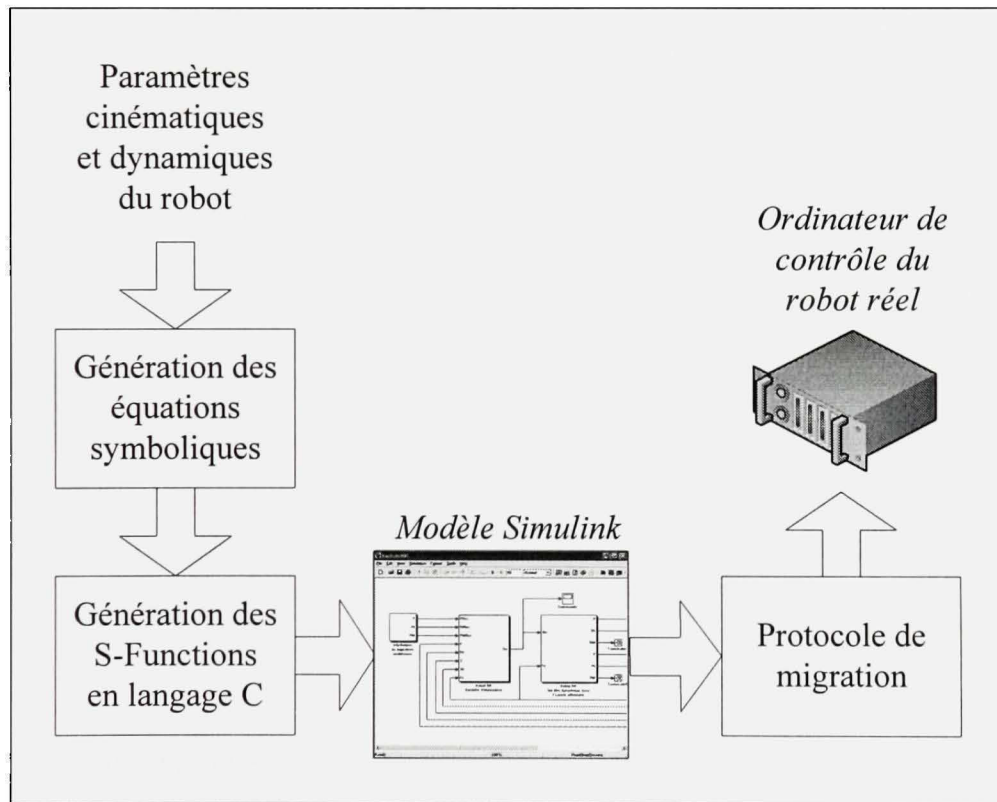 Paramètres
cinématiques
et dynamiques
du robot
Génération des
équations
symboliques
Génération des
S-Functions
en langage C
Modèle Simulink
Protocole de
migration
Ordinateur de
contrôle du
robot réel